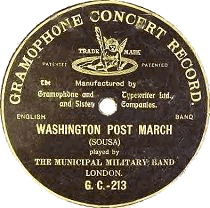 GRAMOPHONE CONCERT RECORD.
TRADE MARK
PATENTED PATENTED
Manufactured by
Gramophone and Typewriter Ltd.,
and Sister Companies.
ENGLISH BAND
WASHINGTON POST MARCH
(SOUSA)
played by
THE MUNICIPAL MILITARY BAND
LONDON.
G. C.-213